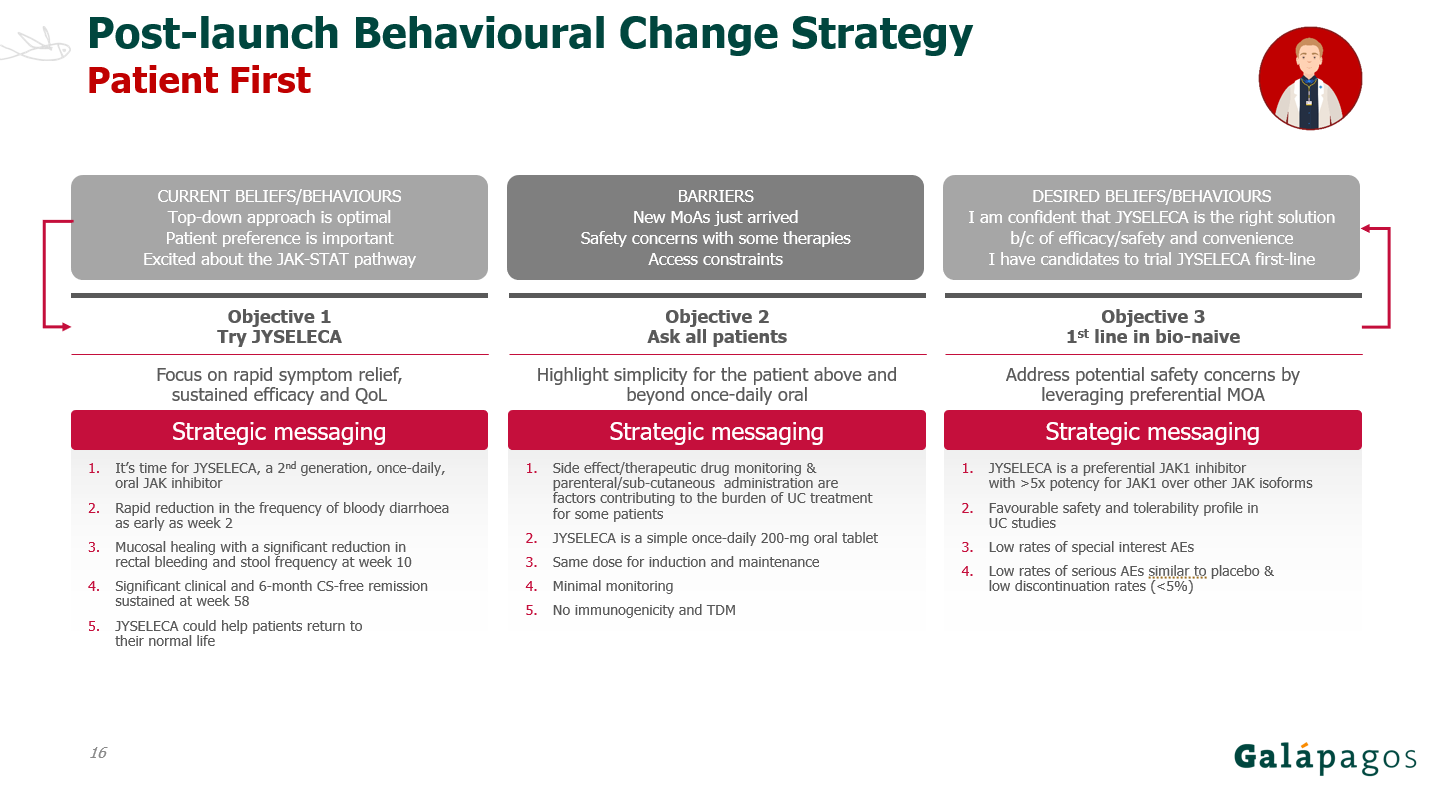 Post-launch Behavioural Change Strategy
Patient First
CURRENT BELIEFS/BEHAVIOURS
Top-down approach is optimal
Patient preference is important
Excited about the JAK-STAT pathway
BARRIERS
New MoAs just arrived
Safety concerns with some therapies
Access constraints
DESIRED BELIEFS/BEHAVIOURS
I am confident that JYSELECA is the right solution
b/c of efficacy/safety and convenience
I have candidates to trial JYSELECA first-line
Objective 1
Try JYSELECA
Focus on rapid symptom relief,
sustained efficacy and QoL
Strategic messaging
1. It’s time for JYSELECA, a 2nd generation, once-daily,
oral JAK inhibitor
2. Rapid reduction in the frequency of bloody diarrhoea
as early as week 2
3. Mucosal healing with a significant reduction in
rectal bleeding and stool frequency at week 10
4. Significant clinical and 6-month CS-free remission
sustained at week 58
5. JYSELECA could help patients return to
their normal life
Objective 2
Ask all patients
Highlight simplicity for the patient above and
beyond once-daily oral
Strategic messaging
1. Side effect/therapeutic drug monitoring &
parenteral/sub-cutaneous administration are
factors contributing to the burden of UC treatment
for some patients
2. JYSELECA is a simple once-daily 200-mg oral tablet
3. Same dose for induction and maintenance
4. Minimal monitoring
5. No immunogenicity and TDM
Objective 3
1st line in bio-naive
Address potential safety concerns by
leveraging preferential MOA
Strategic messaging
1. JYSELECA is a preferential JAK1 inhibitor
with >5x potency for JAK1 over other JAK isoforms
2. Favourable safety and tolerability profile in
UC studies
3. Low rates of special interest AEs
4. Low rates of serious AEs similar to placebo &
low discontinuation rates (<5%)
16
Galápagos